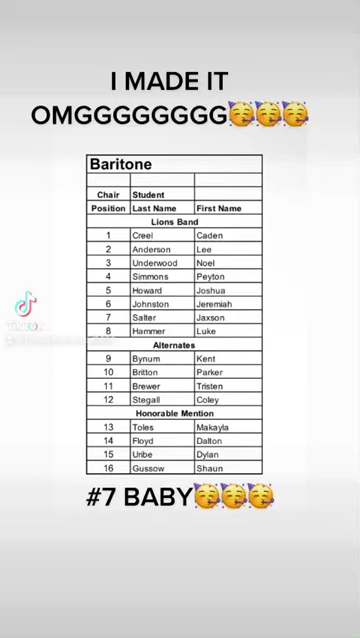 I MADE IT
OMGGGGGGGG🥳🥳🥳
Baritone
Chair Student
Position Last Name First Name
Lions Band
1 Creel Caden
2 Anderson Lee
3 Underwood Noel
4 Simmons Peyton
5 Howard Joshua
6 Johnston Jeremiah
7 Salter Jaxson
8 Hammer Luke
Alternates
9 Bynum Kent
10 Britton Parker
11 Brewer Tristen
12 Stegall Coley
Honorable Mention
13 Toles Makayla
14 Floyd Dalton
15 Uribe Dylan
16 Gussow Shaun
TikTok
#7 BABY🥳🥳🥳